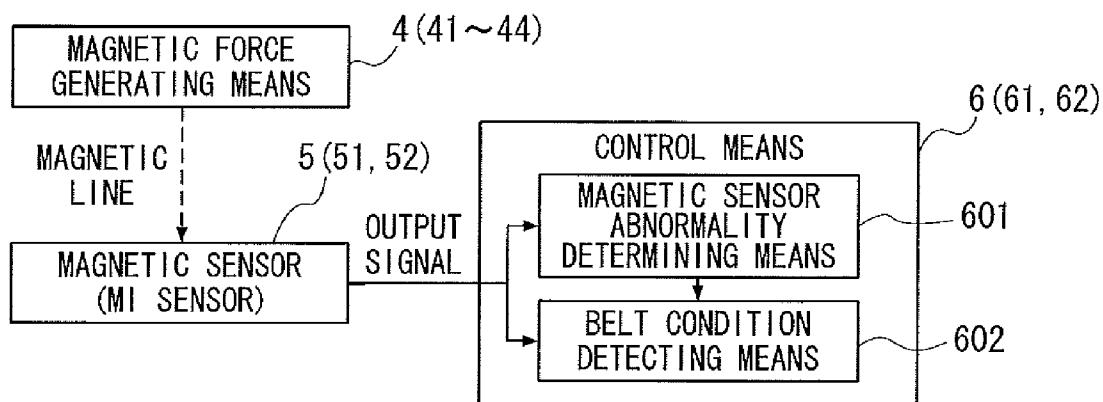 4(41~44)
MAGNETIC FORCE
GENERATING MEANS
6(61,62)
MAGNETIC
LINE
5(51,52)
CONTROL MEANS
MAGNETIC SENSOR
ABNORMALITY
DETERMINING MEANS
601
OUTPUT
SIGNAL
MAGNETIC SENSOR
(MI SENSOR)
BELT CONDITION
DETECTING MEANS
602